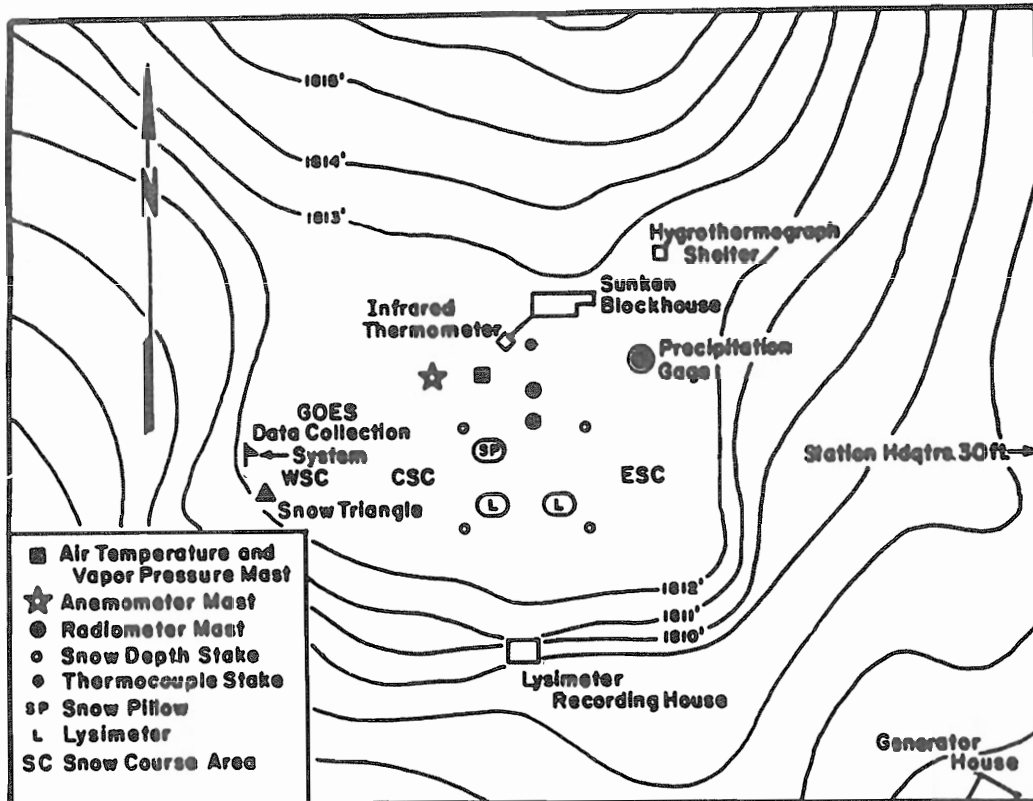 1815'
1814'
1813'
N
Hygrothermograph
Shelter
Sunken
Blockhouse
Infrared
Thermometer
Precipitation
Gage
GOES
Data Collection
System
WSC
CSC
SP
ESC
Station Hdqtrs. 30 ft.
Snow Triangle
L
L
1812'
1811'
1810'
Lysimeter
Recording House
Generator
House
Air Temperature and
Vapor Pressure Mast
Anemometer Mast
Radiometer Mast
Snow Depth Stake
Thermocouple Stake
SP Snow Pillow
L Lysimeter
SC Snow Course Area